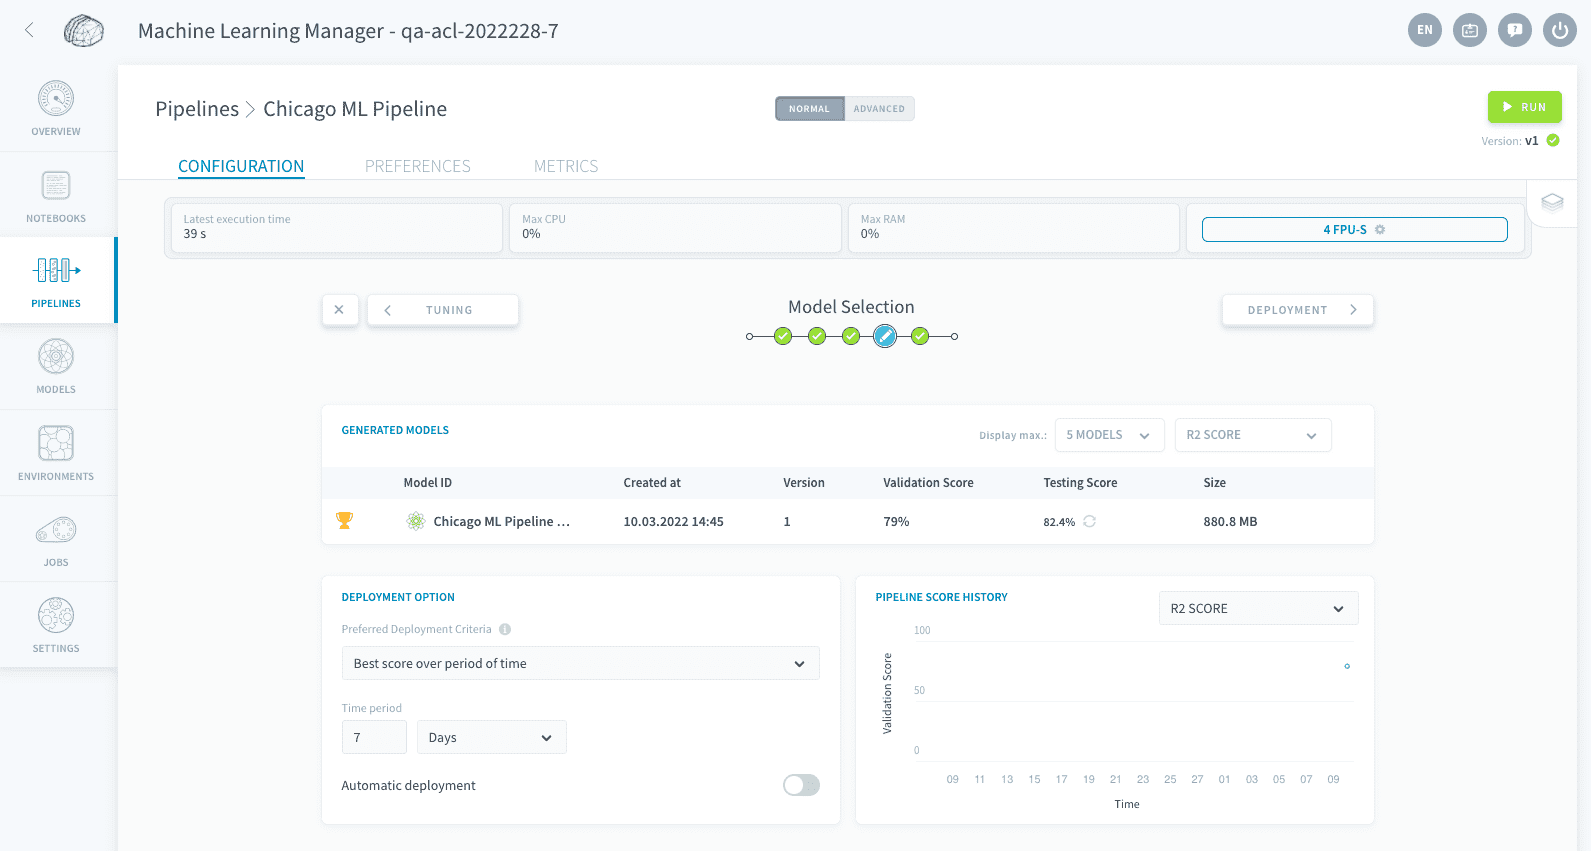 Machine Learning Manager - qa-acl-2022228-7
EN
OVERVIEW
NOTEBOOKS
PIPELINES
MODELS
ENVIRONMENTS
JOBS
SETTINGS
Pipelines > Chicago ML Pipeline
NORMAL ADVANCED
RUN
Version: v1
CONFIGURATION PREFERENCES METRICS
Latest execution time
39 s
Max CPU
0%
Max RAM
0%
4 FPU-S
TUNING
Model Selection
DEPLOYMENT
GENERATED MODELS
Display max.: 5 MODELS R2 SCORE
Model ID Created at Version Validation Score Testing Score Size
Chicago ML Pipeline ... 10.03.2022 14:45 1 79% 82.4% 880.8 MB
DEPLOYMENT OPTION
Preferred Deployment Criteria
Best score over period of time
Time period
7 Days
Automatic deployment
PIPELINE SCORE HISTORY
R2 SCORE
100
50
0
Validation Score
09 11 13 15 17 19 21 23 25 27 01 03 05 07 09
Time